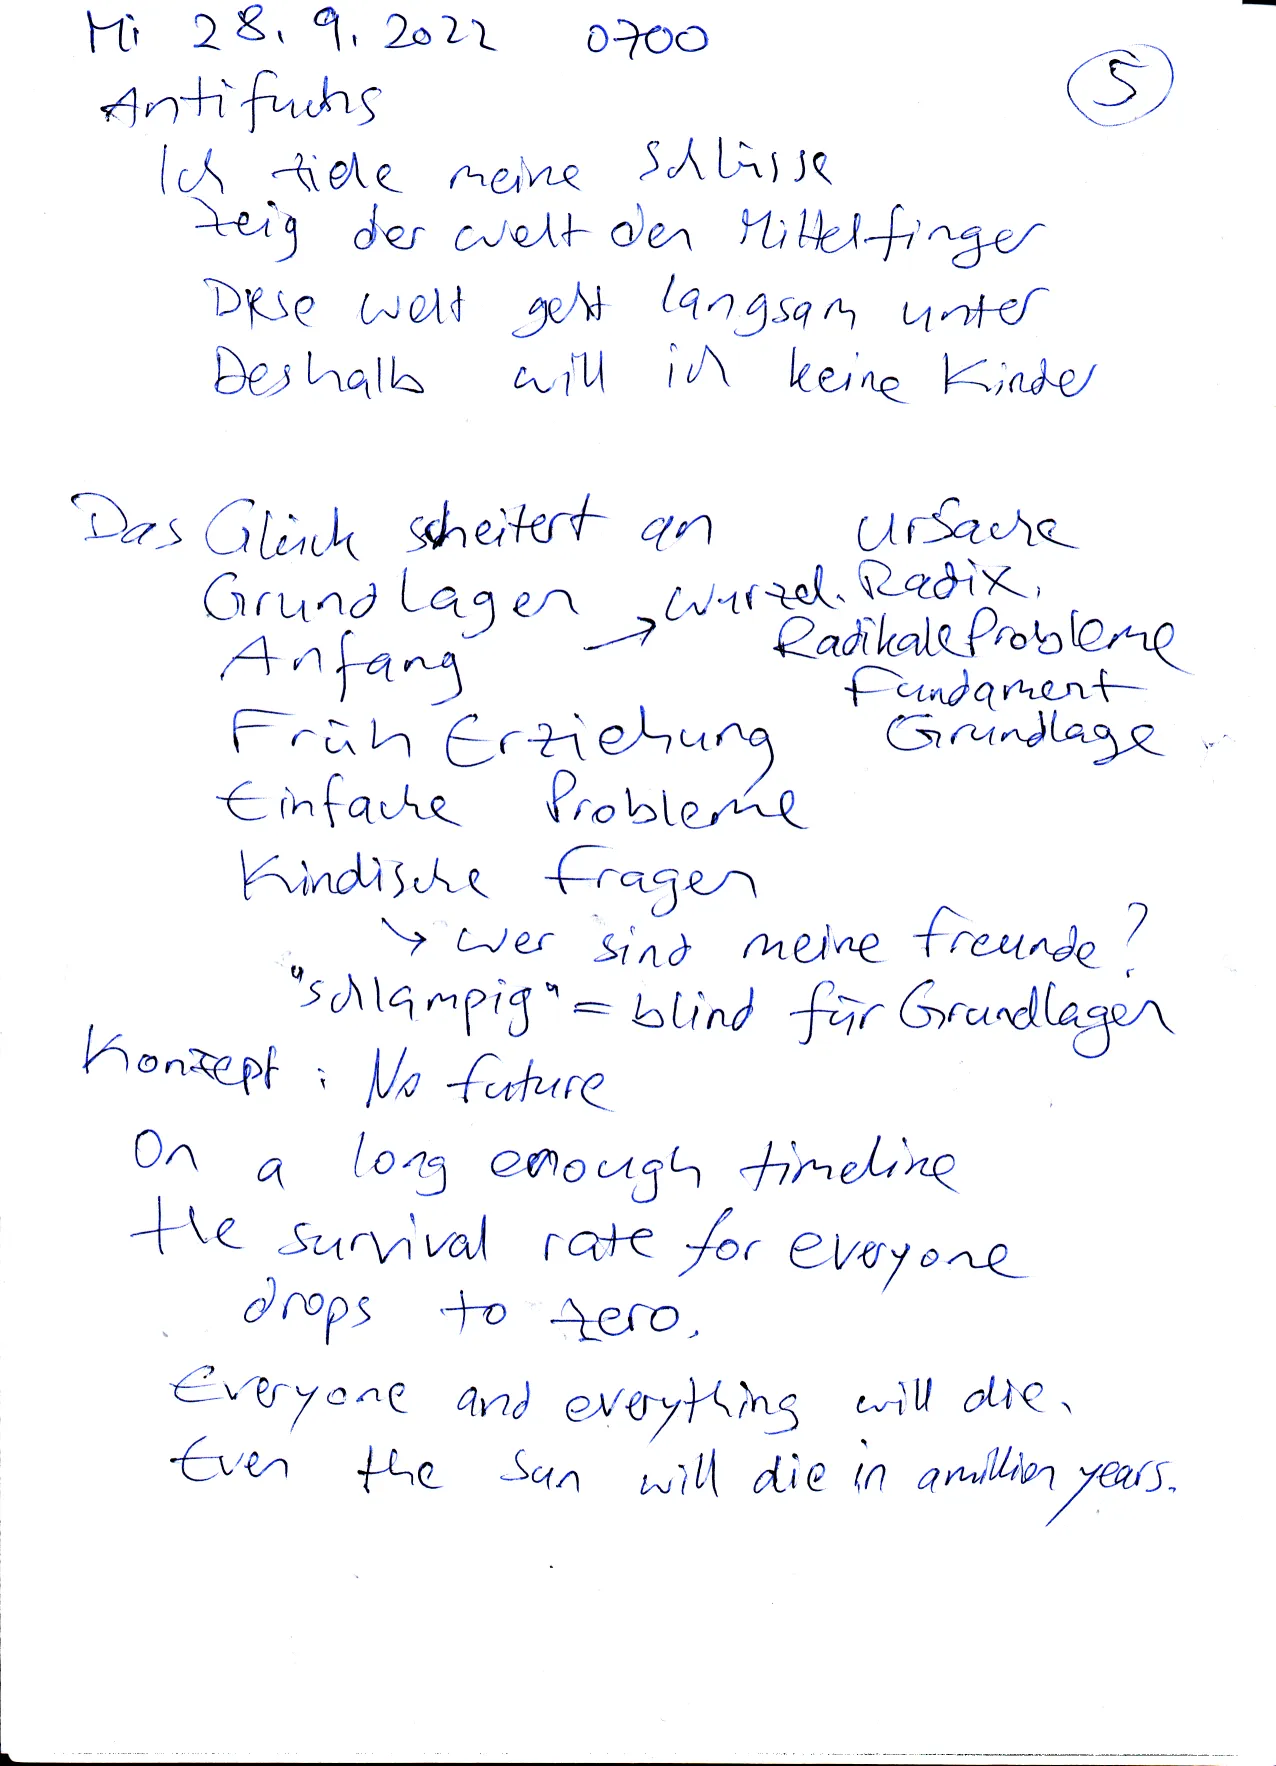 Mi 28. 9. 2022 0700
5
Antifuchs
Ich ziehe meine Schlüsse
Zeig der Welt den Mittelfinger
Diese Welt geht langsam unter
Deshalb will ich keine Kinder
Das Glück scheitert an
Grundlagen
Anfang
Früh Erziehung
Einfache Probleme
Kindische Fragen
→ Ursache
Wurzel. Radix.
Radikale Probleme
Fundament
Grundlage
↳ Wer sind meine Freunde?
"schlampig" = blind für Grundlagen
Konzept: No future
On a long enough timeline
the survival rate for everyone
drops to zero.
Everyone and everything will die.
Even the sun will die in a million years.